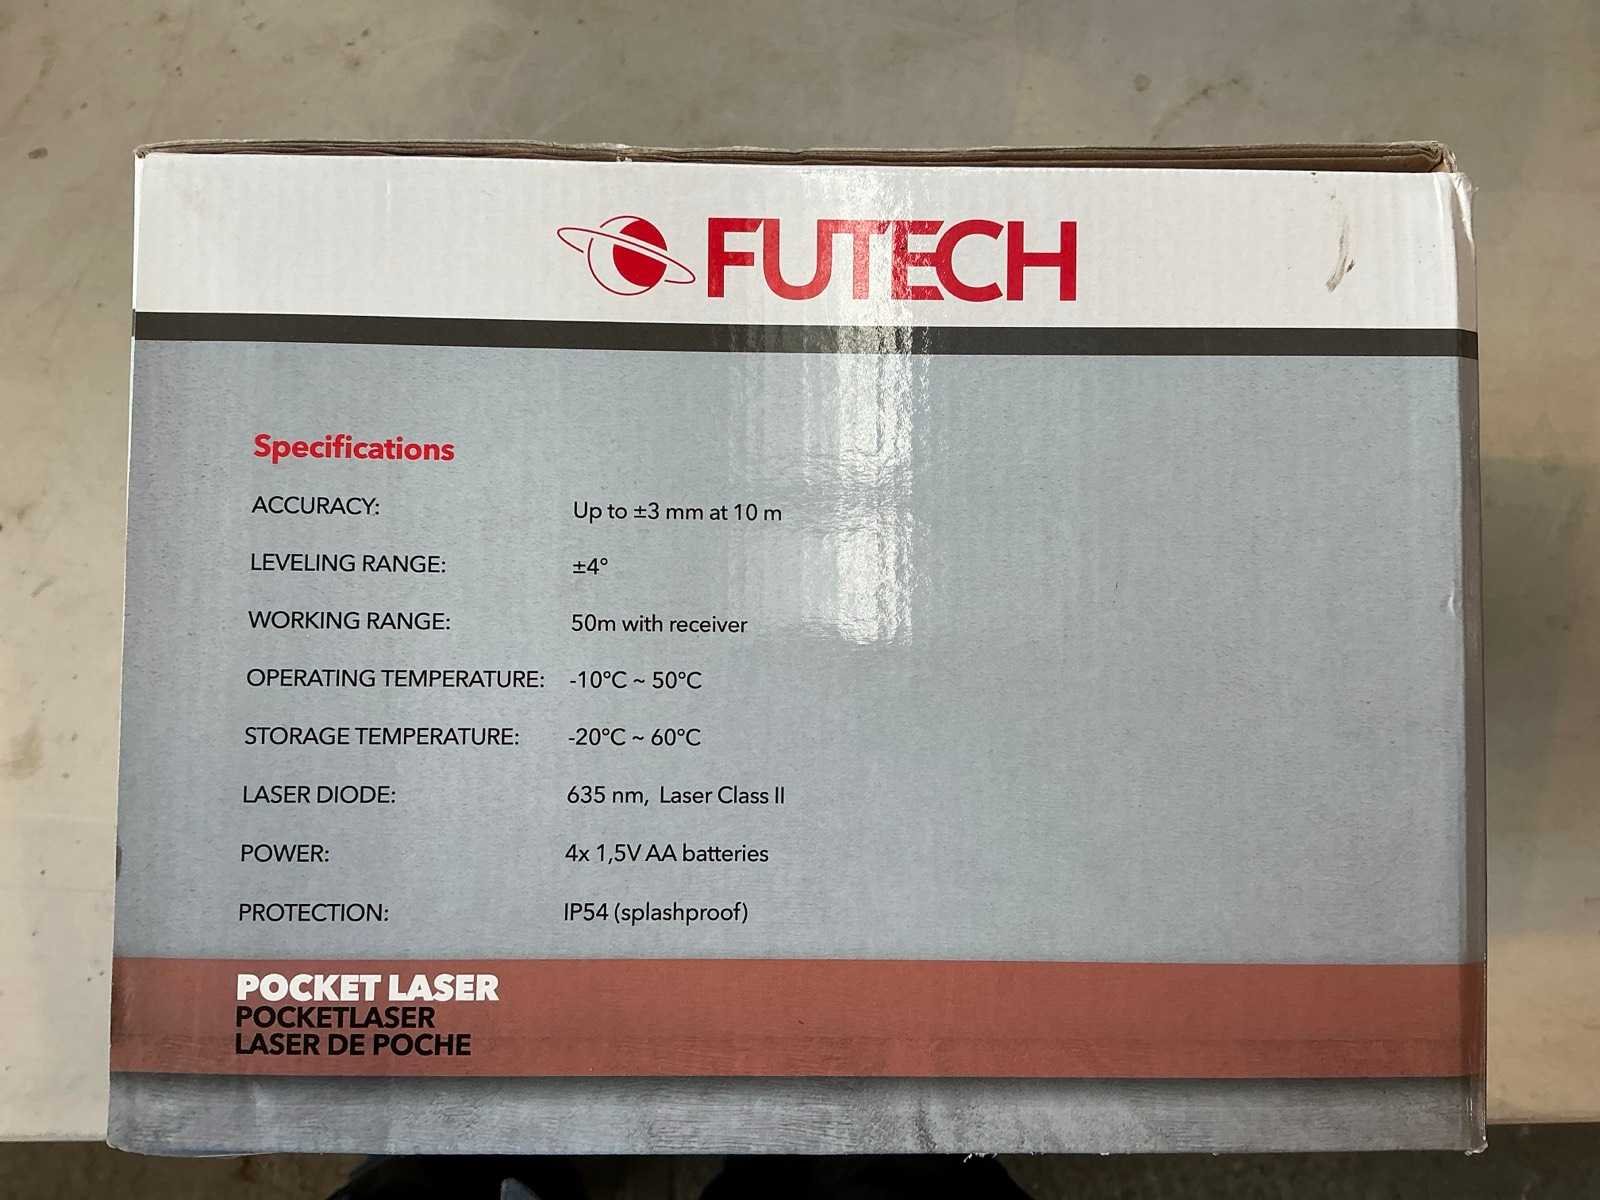 FUTECH
Specifications
ACCURACY: Up to ±3 mm at 10 m
LEVELING RANGE: ±4°
WORKING RANGE: 50m with receiver
OPERATING TEMPERATURE: -10°C ~ 50°C
STORAGE TEMPERATURE: -20°C ~ 60°C
LASER DIODE: 635 nm, Laser Class II
POWER: 4x 1,5V AA batteries
PROTECTION: IP54 (splashproof)
POCKET LASER
POCKETLASER
LASER DE POCHE